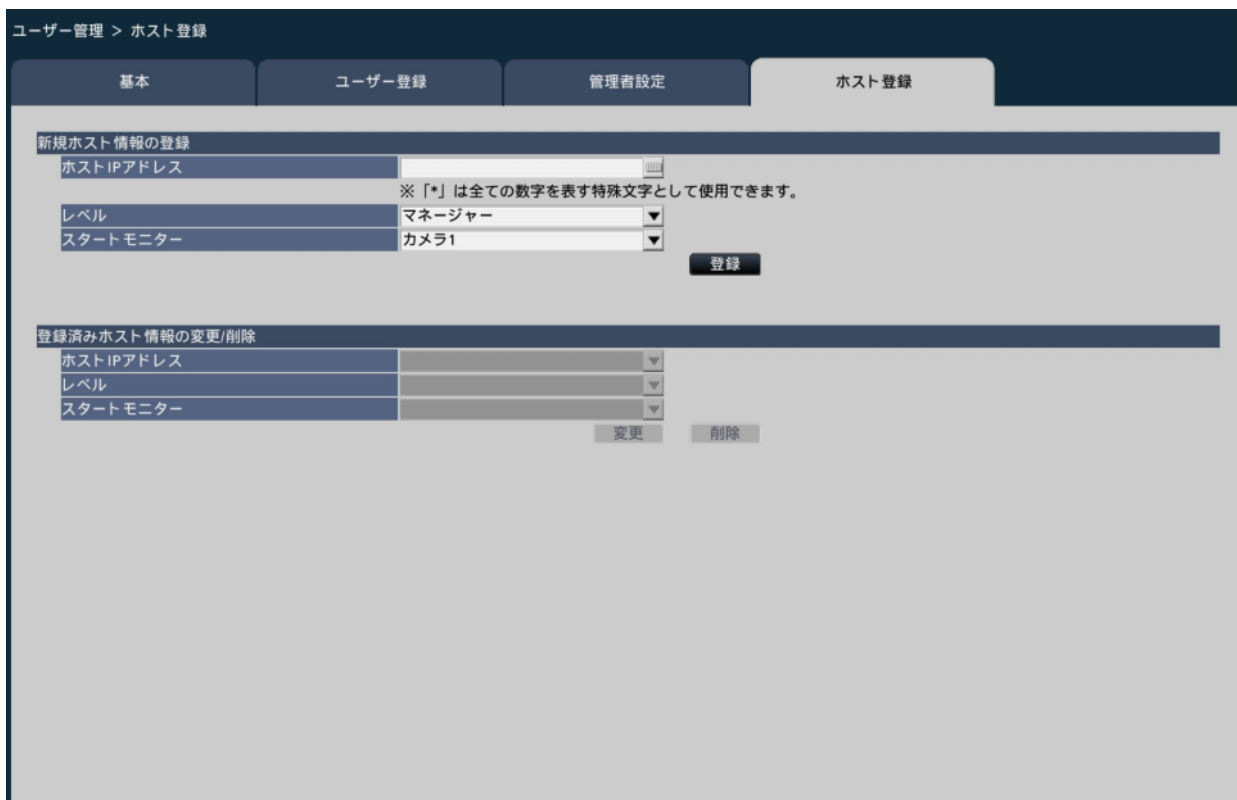 ユーザー管理 > ホスト登録
基本 ユーザー登録 管理者設定 ホスト登録
新規ホスト情報の登録
ホストIPアドレス
※「*」は全ての数字を表す特殊文字として使用できます。
レベル マネージャー
スタートモニター カメラ1
登録
登録済みホスト情報の変更/削除
ホストIPアドレス
レベル
スタートモニター
変更 削除